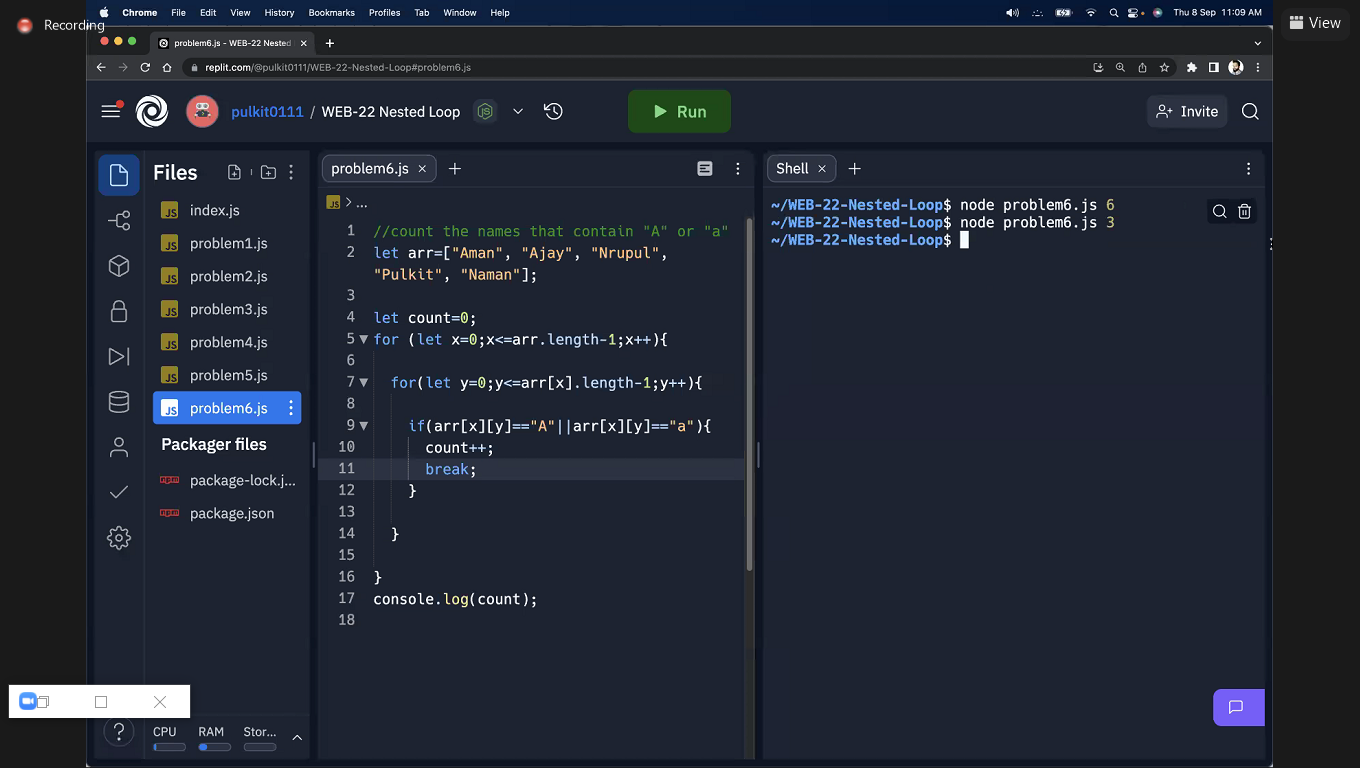 Chrome File Edit View History Bookmarks Profiles Tab Window Help Thu 8 Sep 11:09 AM
Recording
View
problem6.js - WEB-22 Nested
replit.com/@pulkit0111/WEB-22-Nested-Loop#problem6.js
pulkit0111 / WEB-22 Nested Loop
Run
Invite
Files
index.js
problem1.js
problem2.js
problem3.js
problem4.js
problem5.js
problem6.js
Packager files
package-lock.j...
package.json
CPU RAM Stor...
?
problem6.js
JS > ...
1 //count the names that contain "A" or "a"
2 let arr=["Aman", "Ajay", "Nrupul",
"Pulkit", "Naman"];
3
4 let count=0;
5 for (let x=0;x<=arr.length-1;x++){
6
7 for(let y=0;y<=arr[x].length-1;y++){
8
9 if(arr[x][y]=="A"||arr[x][y]=="a"){
10 count++;
11 break;
12 }
13
14 }
15
16 }
17 console.log(count);
18
Shell
~/WEB-22-Nested-Loop$ node problem6.js 6
~/WEB-22-Nested-Loop$ node problem6.js 3
~/WEB-22-Nested-Loop$